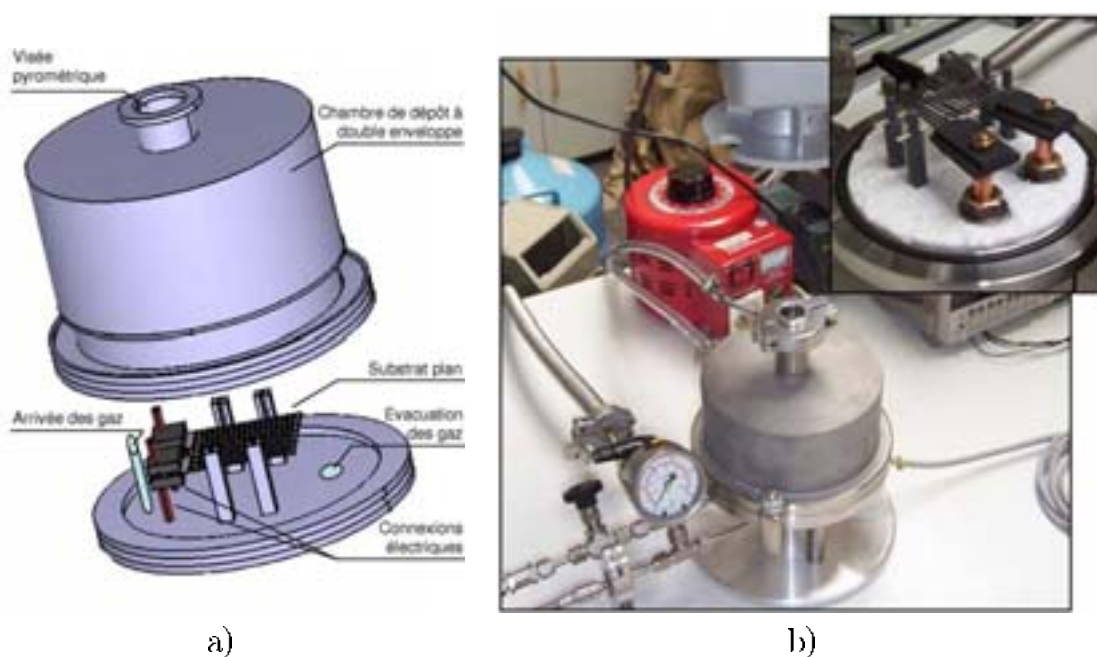 Visée
pyrométrique
Chambre de dépôt à
double enveloppe
Substrat plan
Arrivée des gaz
Evacuation
des gaz
Connexions
électriques
a)
b)